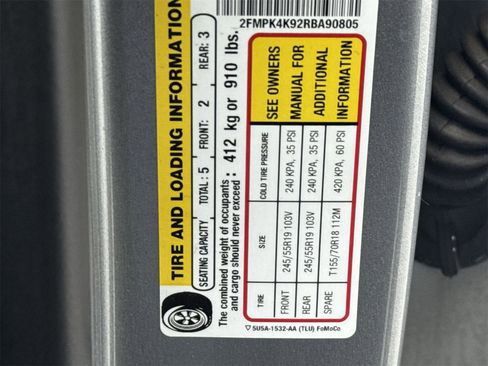 2FMPK4K92RBA90805
TIRE AND LOADING INFORMATION
SEATING CAPACITY TOTAL: 5 FRONT: 2 REAR: 3
The combined weight of occupants and cargo should never exceed : 412 kg or 910 lbs.
TIRE SIZE COLD TIRE PRESSURE SEE OWNERS
FRONT 245/55R19 103V 240 KPA, 35 PSI MANUAL FOR
REAR 245/55R19 103V 240 KPA, 35 PSI ADDITIONAL
SPARE T155/70R18 112M 420 KPA, 60 PSI INFORMATION
5U5A-1532-AA (TLU) FoMoCo